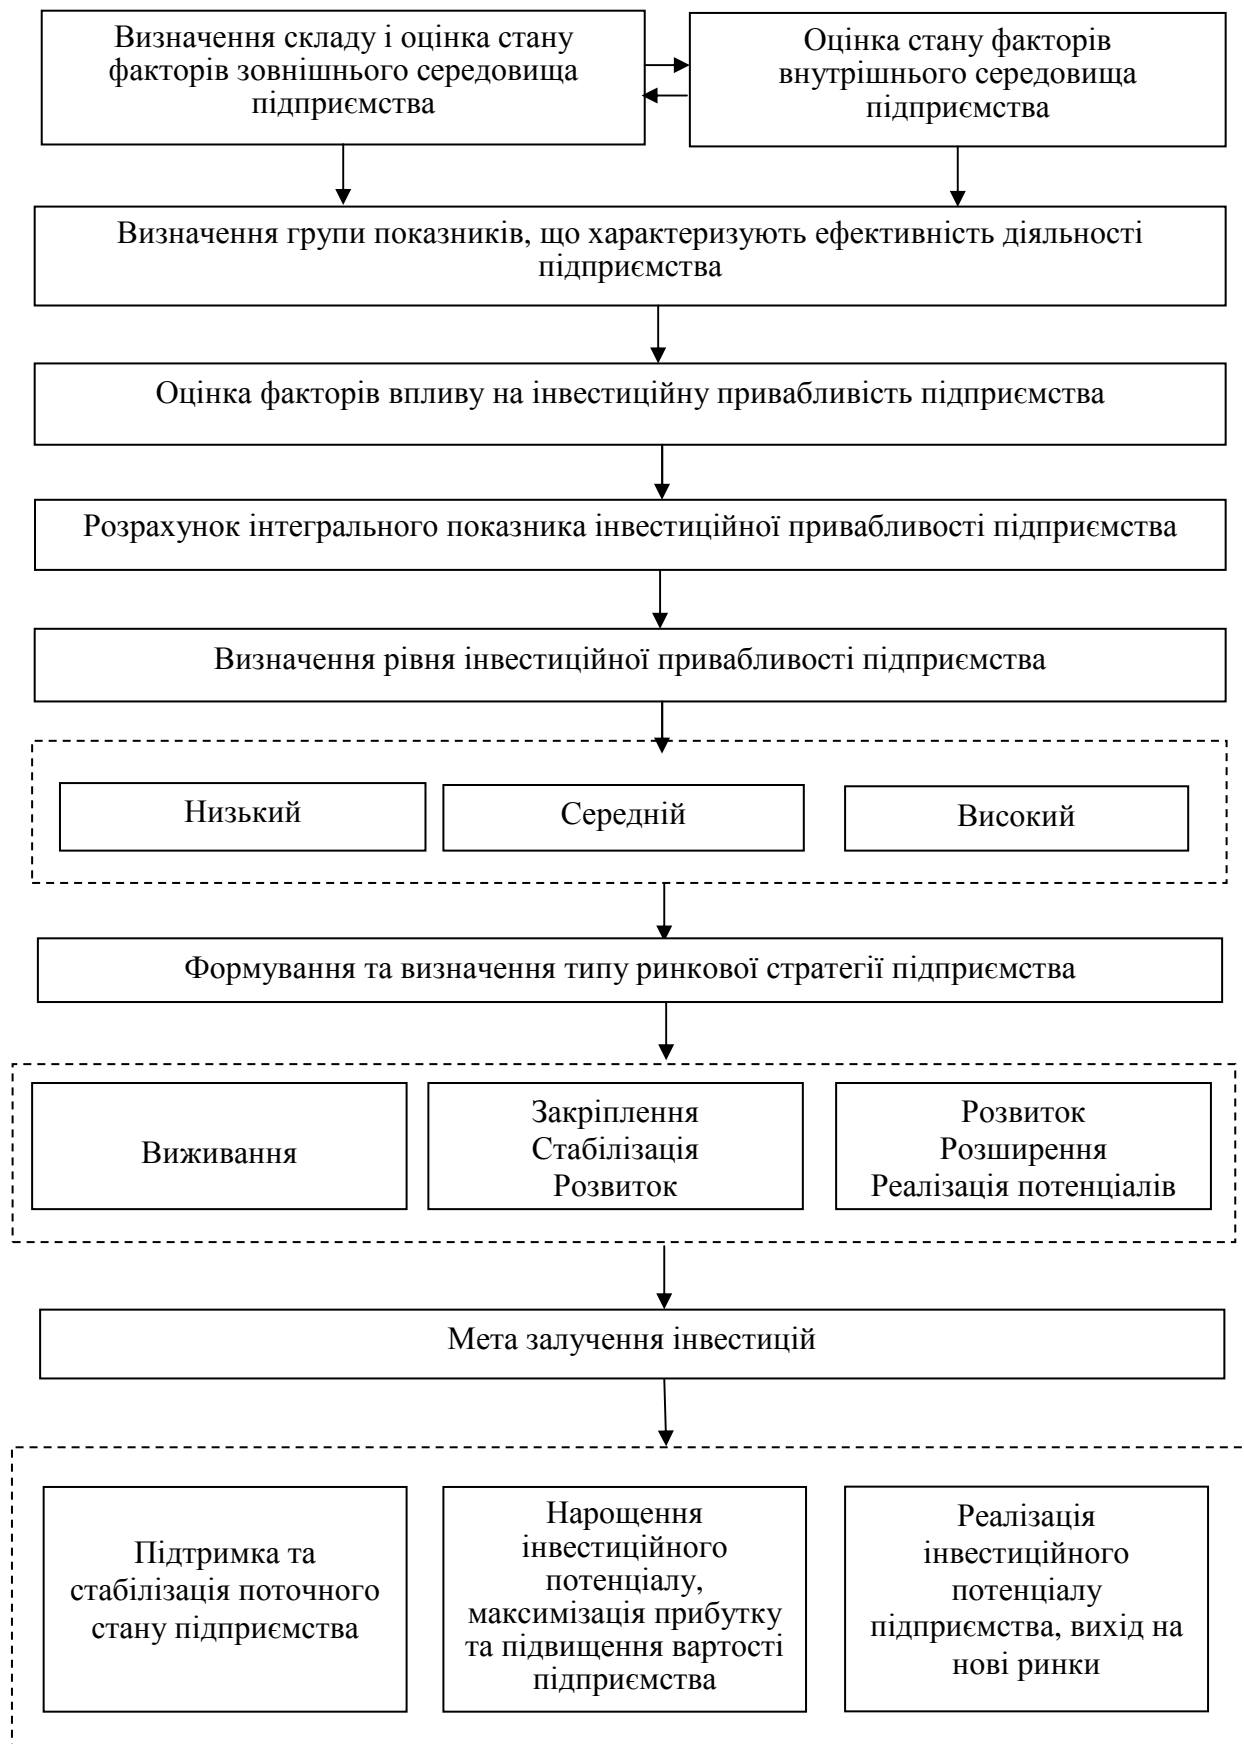 Визначення складу і оцінка стану
факторів зовнішнього середовища
підприємства
Оцінка стану факторів
внутрішнього середовища
підприємства
Визначення групи показників, що характеризують ефективність діяльності
підприємства
Оцінка факторів впливу на інвестиційну привабливість підприємства
Розрахунок інтегрального показника інвестиційної привабливості підприємства
Визначення рівня інвестиційної привабливості підприємства
Низький
Середній
Високий
Формування та визначення типу ринкової стратегії підприємства
Виживання
Закріплення
Стабілізація
Розвиток
Розвиток
Розширення
Реалізація потенціалів
Мета залучення інвестицій
Підтримка та
стабілізація поточного
стану підприємства
Нарощення
інвестиційного
потенціалу,
максимізація прибутку
та підвищення вартості
підприємства
Реалізація
інвестиційного
потенціалу
підприємства, вихід на
нові ринки